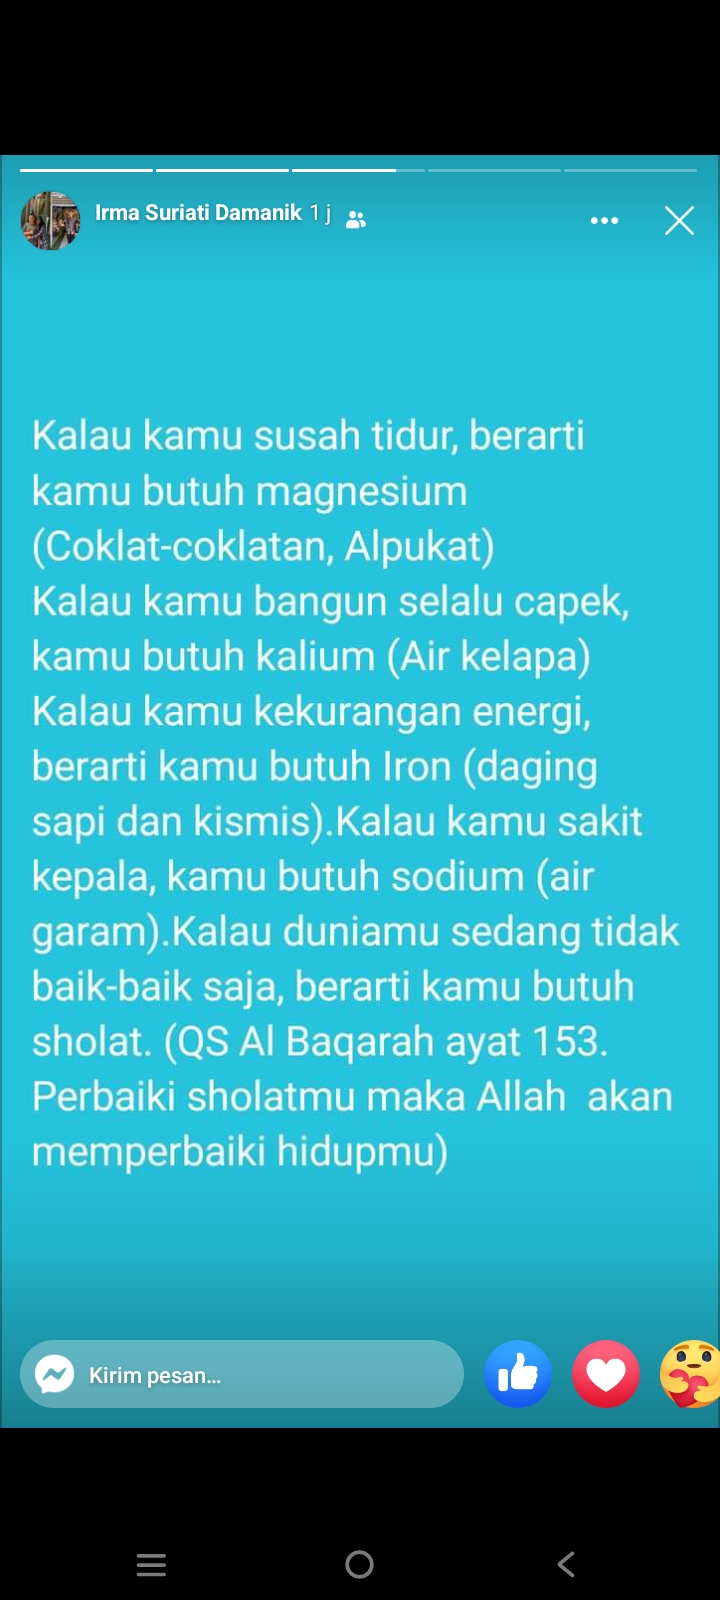 Irma Suriati Damanik 1 j
Kalau kamu susah tidur, berarti
kamu butuh magnesium
(Coklat-coklatan, Alpukat)
Kalau kamu bangun selalu capek,
kamu butuh kalium (Air kelapa)
Kalau kamu kekurangan energi,
berarti kamu butuh Iron (daging
sapi dan kismis).Kalau kamu sakit
kepala, kamu butuh sodium (air
garam).Kalau duniamu sedang tidak
baik-baik saja, berarti kamu butuh
sholat. (QS Al Baqarah ayat 153.
Perbaiki sholatmu maka Allah  akan
memperbaiki hidupmu)
Kirim pesan...